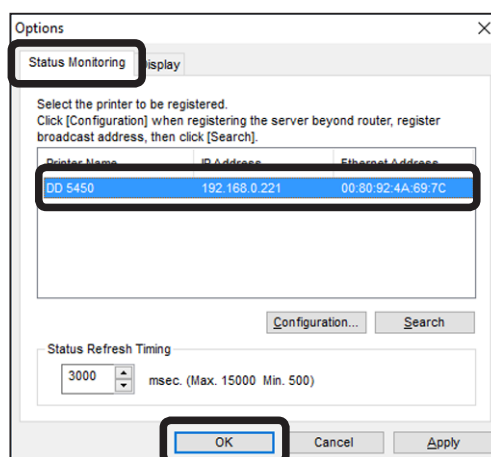 Options
Status Monitoring Display
Select the printer to be registered.
Click [Configuration] when registering the server beyond router, register
broadcast address, then click [Search].
Printer Name IP Address Ethernet Address
DD 5450 192.168.0.221 00:80:92:4A:69:7C
Configuration... Search
Status Refresh Timing
3000 msec. (Max. 15000 Min. 500)
OK Cancel Apply